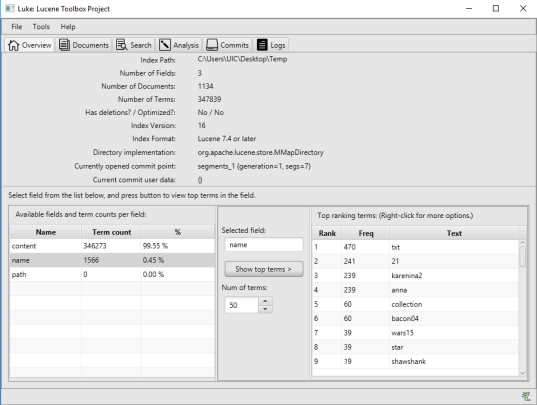 Luke: Lucene Toolbox Project
File Tools Help
Overview Documents Search Analysis Commits Logs
Index Path: C:\Users\UIC\Desktop\Temp
Number of Fields: 3
Number of Documents: 1134
Number of Terms: 347839
Has deletions? / Optimized?: No / No
Index Version: 16
Index Format: Lucene 7.4 or later
Directory implementation: org.apache.lucene.store.MMapDirectory
Currently opened commit point: segments_1 (generation=1, segs=7)
Current commit user data: {}
Select field from the list below, and press button to view top terms in the field.
Available fields and term counts per field:
Name Term count %
content 346273 99.55 %
name 1566 0.45 %
path 0 0.00 %
Selected field:
name
Show top terms >
Num of terms:
50
Top ranking terms: (Right-click for more options.)
Rank Freq Text
1 470 txt
2 241 21
3 239 karenina2
4 239 anna
5 60 collection
6 60 bacon04
7 39 wars15
8 39 star
9 19 shawshank